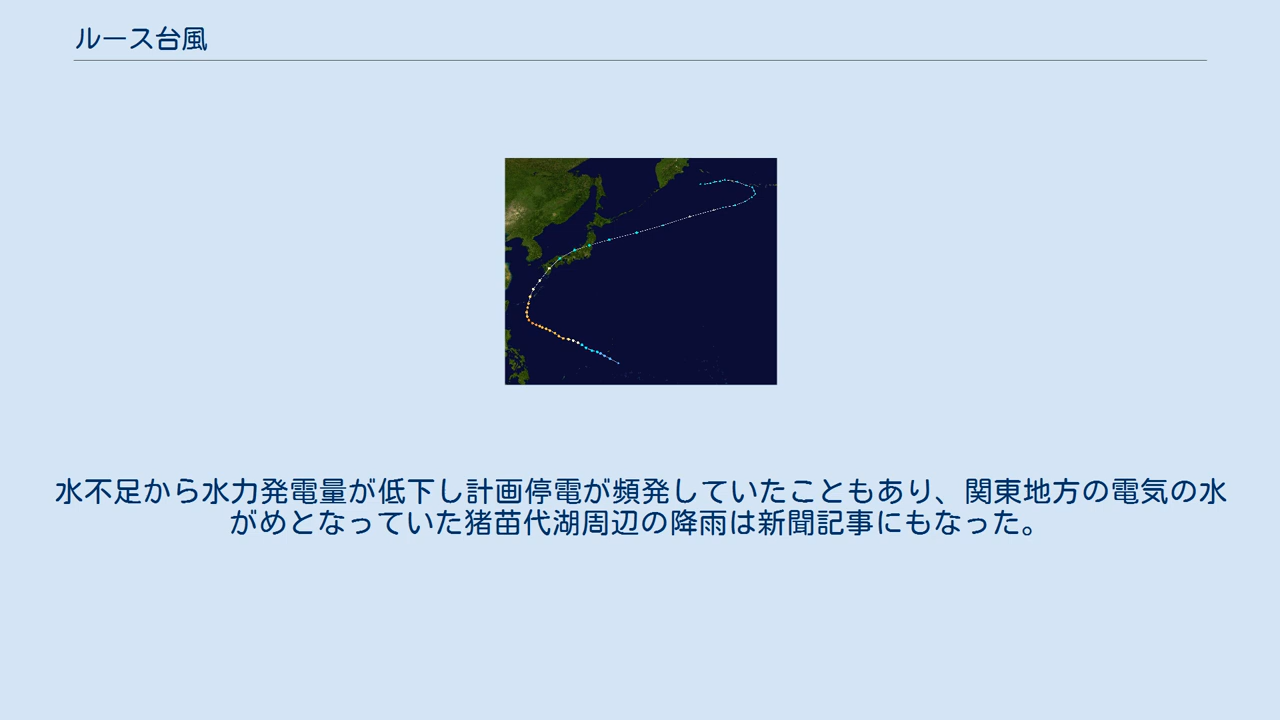 ルース台風
水不足から水力発電量が低下し計画停電が頻発していたこともあり、関東地方の電気の水
がめとなっていた猪苗代湖周辺の降雨は新聞記事にもなった。